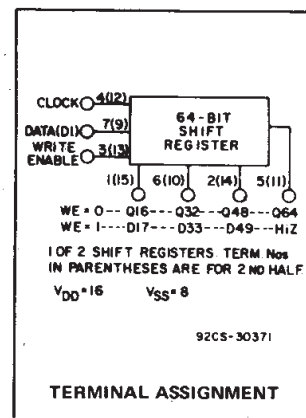 CLOCK 4(12)
64-BIT
SHIFT
REGISTER
DATA(D1) 7(9)
WRITE
ENABLE 3(13)
1(15) 6(10) 2(14) 5(11)
WE = 0---Q16---Q32---Q48---Q64
WE = 1---D17---D33---D49---HiZ
1 OF 2 SHIFT REGISTERS. TERM. Nos
IN PARENTHESES ARE FOR 2 ND HALF
VDD=16 VSS=8
92CS-30371
TERMINAL ASSIGNMENT